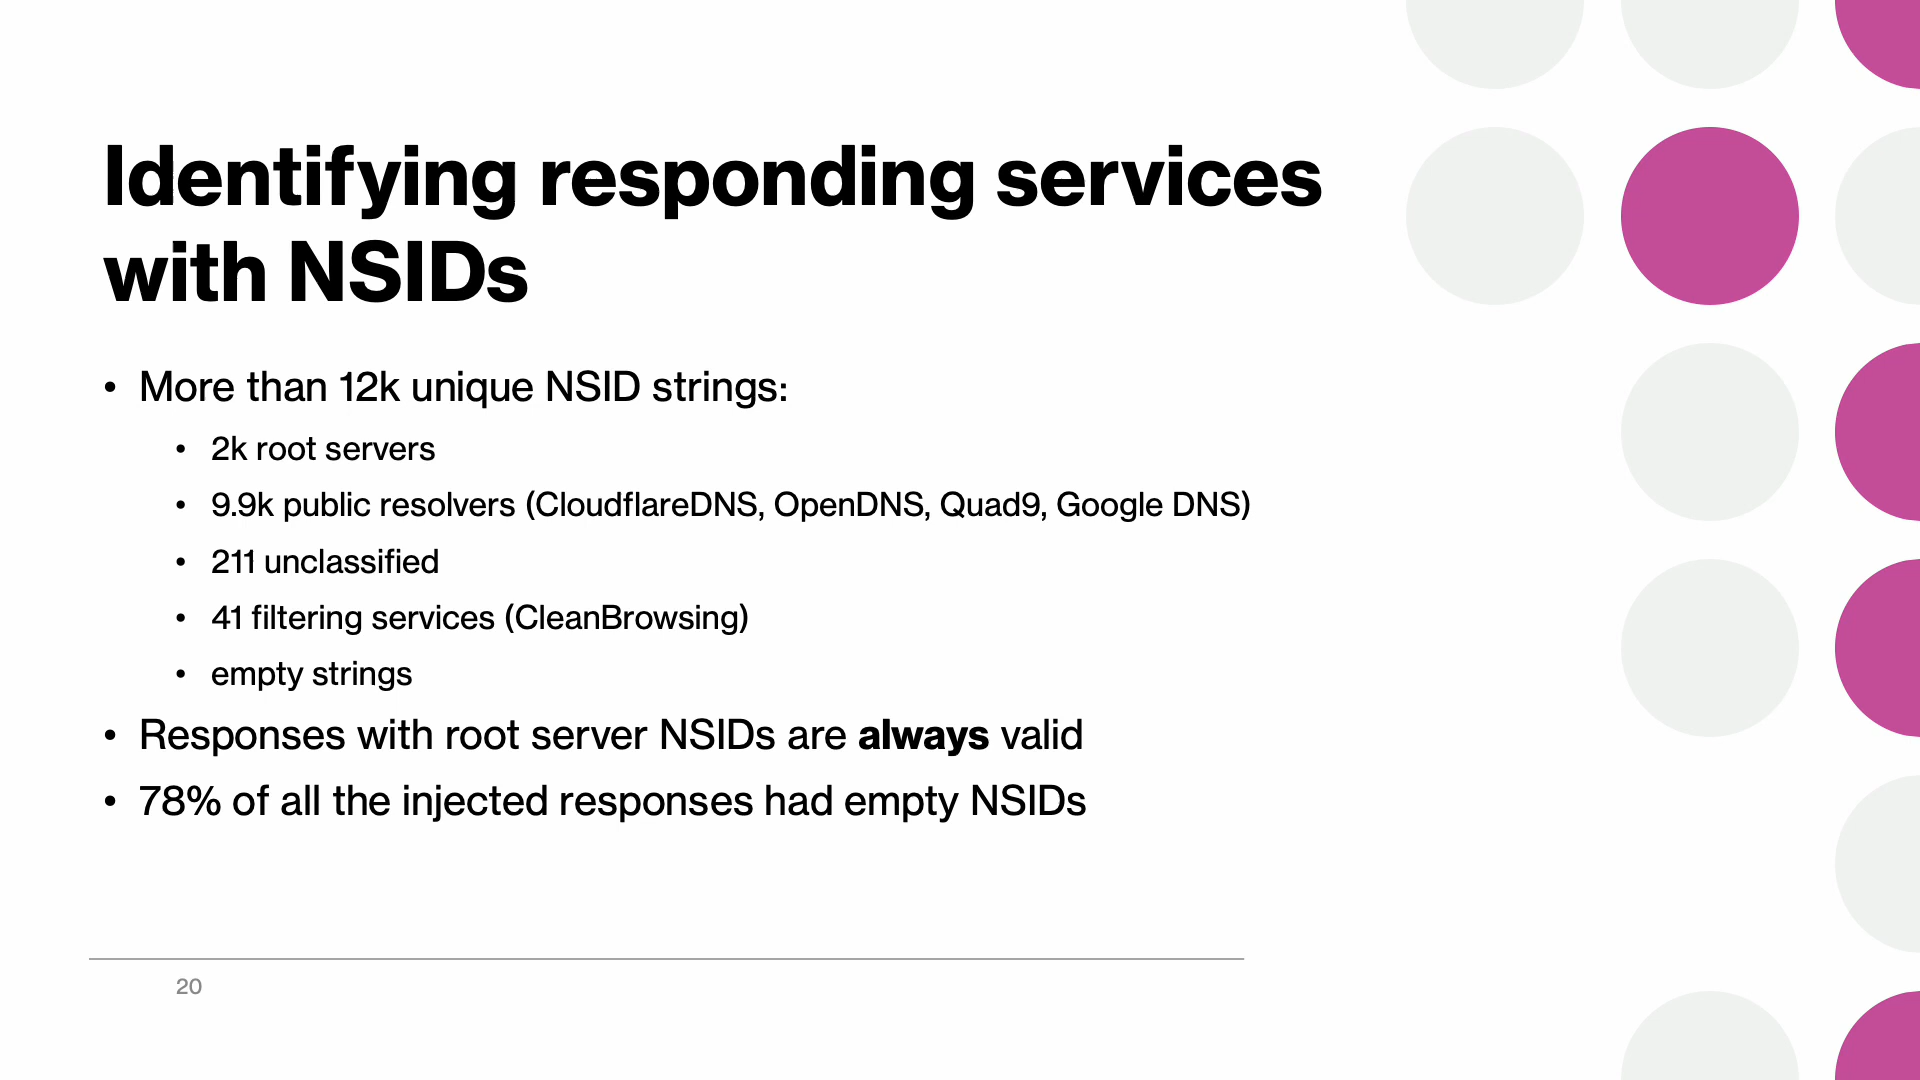 Identifying responding services
with NSIDs
• More than 12k unique NSID strings:
• 2k root servers
• 9.9k public resolvers (CloudflareDNS, OpenDNS, Quad9, Google DNS)
• 211 unclassified
• 41 filtering services (CleanBrowsing)
• empty strings
• Responses with root server NSIDs are always valid
• 78% of all the injected responses had empty NSIDs
20